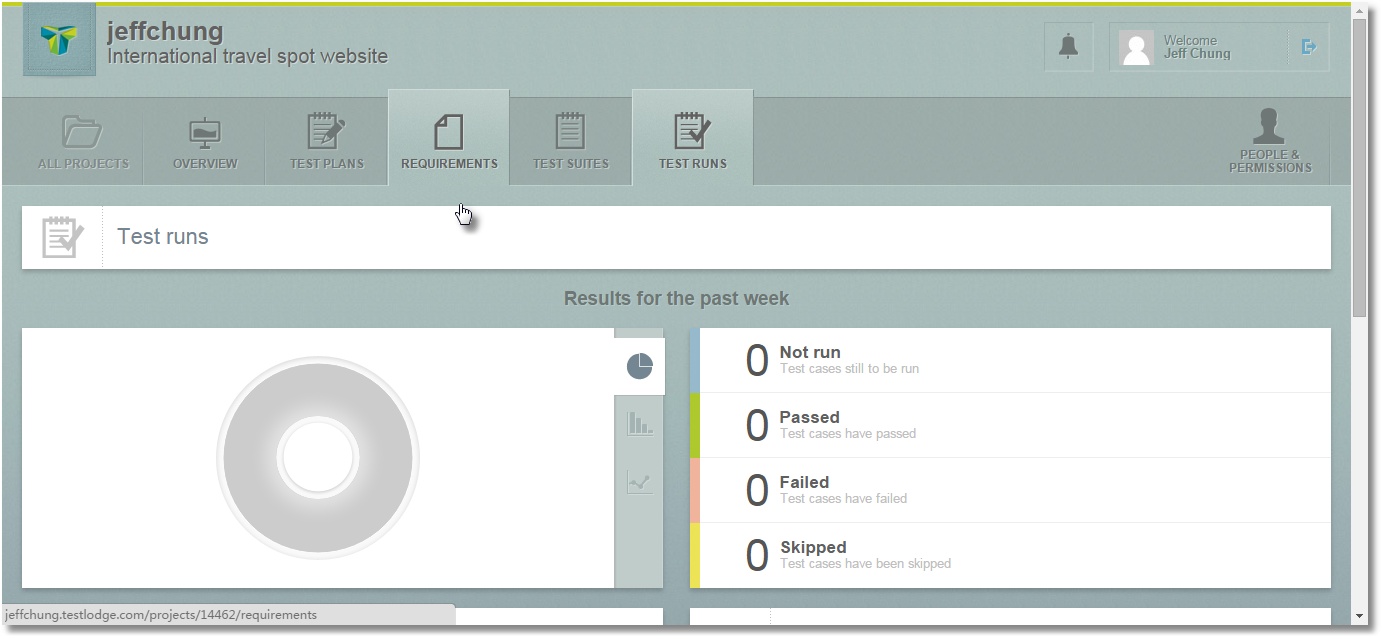 jeffchung
International travel spot website
Welcome
Jeff Chung
ALL PROJECTS
OVERVIEW
TEST PLANS
REQUIREMENTS
TEST SUITES
TEST RUNS
PEOPLE &
PERMISSIONS
Test runs
Results for the past week
0 Not run
Test cases still to be run
0 Passed
Test cases have passed
0 Failed
Test cases have failed
0 Skipped
Test cases have been skipped
jeffchung.testlodge.com/projects/14462/requirements